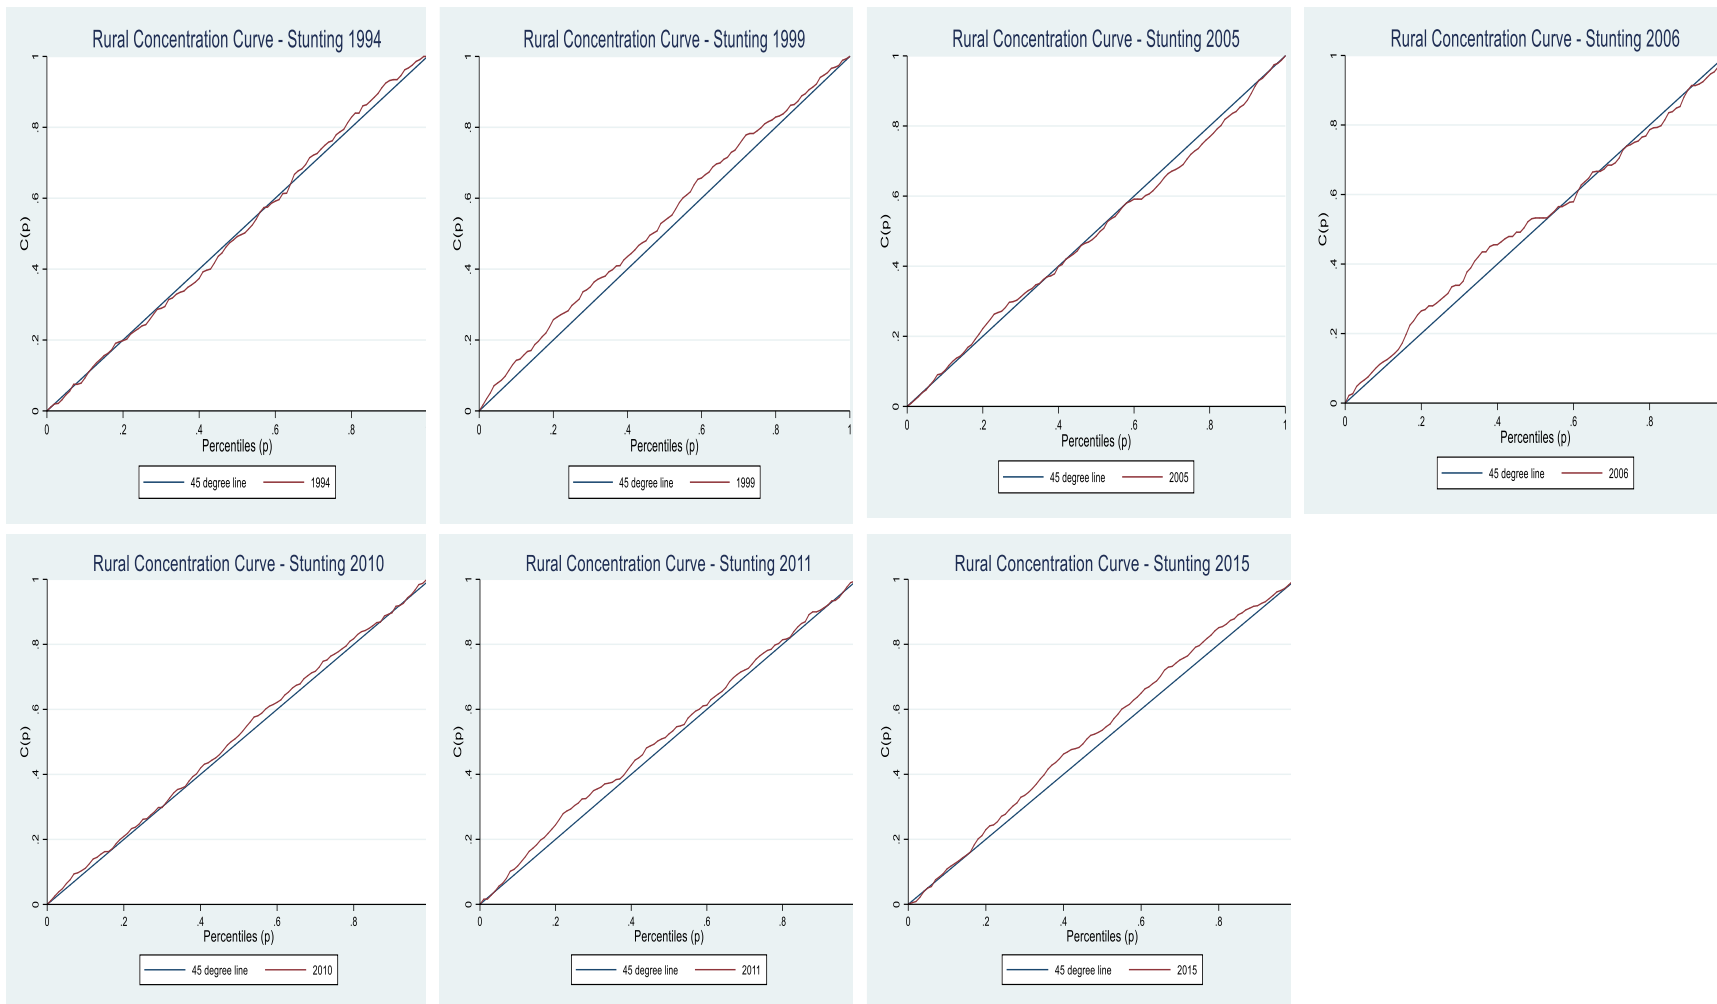 Rural Concentration Curve - Stunting 1994
1
.8
.6
.4
.2
0
C(p)
0 .2 .4 .6 .8
Percentiles (p)
45 degree line 1994
Rural Concentration Curve - Stunting 1999
1
.8
.6
.4
.2
0
C(p)
0 .2 .4 .6 .8 1
Percentiles (p)
45 degree line 1999
Rural Concentration Curve - Stunting 2005
1
.8
.6
.4
.2
0
C(p)
0 .2 .4 .6 .8 1
Percentiles (p)
45 degree line 2005
Rural Concentration Curve - Stunting 2006
1
.8
.6
.4
.2
0
C(p)
0 .2 .4 .6 .8
Percentiles (p)
45 degree line 2006
Rural Concentration Curve - Stunting 2010
1
.8
.6
.4
.2
0
C(p)
0 .2 .4 .6 .8
Percentiles (p)
45 degree line 2010
Rural Concentration Curve - Stunting 2011
1
.8
.6
.4
.2
0
C(p)
0 .2 .4 .6 .8
Percentiles (p)
45 degree line 2011
Rural Concentration Curve - Stunting 2015
1
.8
.6
.4
.2
0
C(p)
0 .2 .4 .6 .8
Percentiles (p)
45 degree line 2015